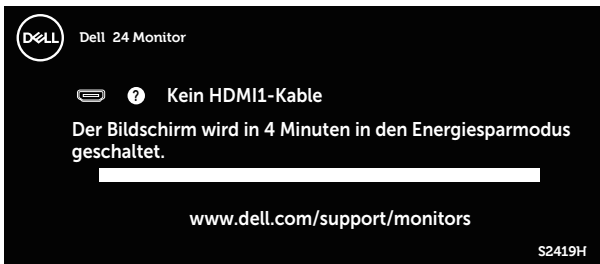 DELL
Dell 24 Monitor
? Kein HDMI1-Kable
Der Bildschirm wird in 4 Minuten in den Energiesparmodus
geschaltet.
www.dell.com/support/monitors
S2419H